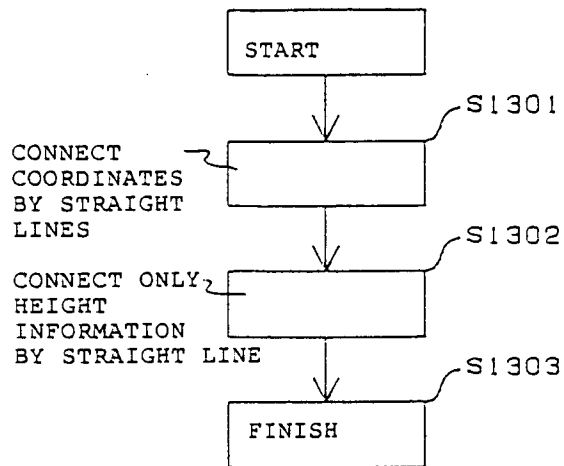 START
S1301
CONNECT
COORDINATES
BY STRAIGHT
LINES
S1302
CONNECT ONLY
HEIGHT
INFORMATION
BY STRAIGHT LINE
S1303
FINISH